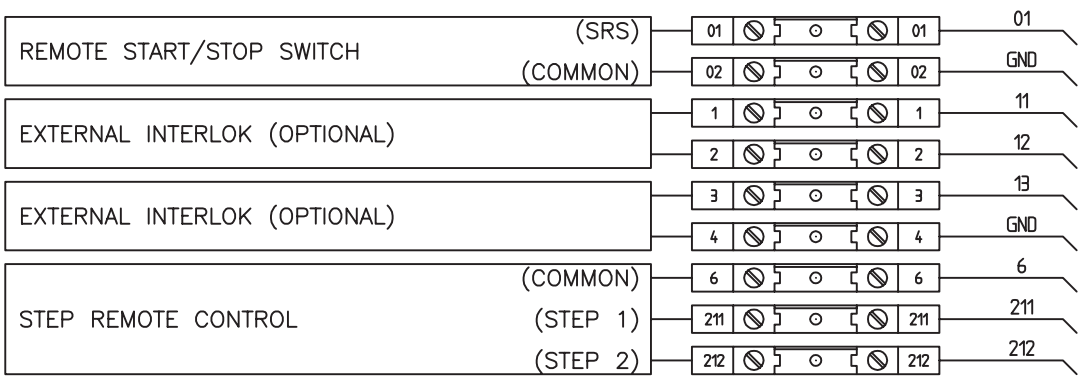 (SRS) 01 01 01
REMOTE START/STOP SWITCH
(COMMON) 02 02 GND
1 1 11
EXTERNAL INTERLOK (OPTIONAL)
2 2 12
3 3 13
EXTERNAL INTERLOK (OPTIONAL)
4 4 GND
(COMMON) 6 6 6
STEP REMOTE CONTROL (STEP 1) 211 211 211
(STEP 2) 212 212 212